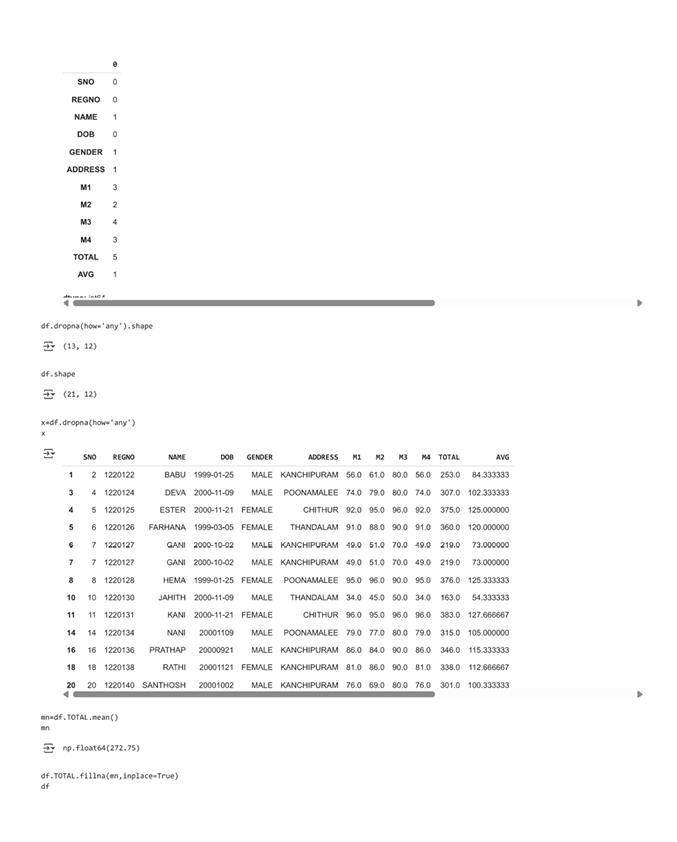 0
SNO 0
REGNO 0
NAME 1
DOB 0
GENDER 1
ADDRESS 1
M1 3
M2 2
M3 4
M4 3
TOTAL 5
AVG 1
dtype: int64
df.dropna(how='any').shape
(13, 12)
df.shape
(21, 12)
x=df.dropna(how='any')
x
SNO REGNO NAME DOB GENDER ADDRESS M1 M2 M3 M4 TOTAL AVG
1 2 1220122 BABU 1999-01-25 MALE KANCHIPURAM 56.0 61.0 80.0 56.0 253.0 84.333333
3 4 1220124 DEVA 2000-11-09 MALE POONAMALEE 74.0 79.0 80.0 74.0 307.0 102.333333
4 5 1220125 ESTER 2000-11-21 FEMALE CHITHUR 92.0 95.0 96.0 92.0 375.0 125.000000
5 6 1220126 FARHANA 1999-03-05 FEMALE THANDALAM 91.0 88.0 90.0 91.0 360.0 120.000000
6 7 1220127 GANI 2000-10-02 MALE KANCHIPURAM 49.0 51.0 70.0 49.0 219.0 73.000000
7 7 1220127 GANI 2000-10-02 MALE KANCHIPURAM 49.0 51.0 70.0 49.0 219.0 73.000000
8 8 1220128 HEMA 1999-01-25 FEMALE POONAMALEE 95.0 96.0 90.0 95.0 376.0 125.333333
10 10 1220130 JAHITH 2000-11-09 MALE THANDALAM 34.0 45.0 50.0 34.0 163.0 54.333333
11 11 1220131 KANI 2000-11-21 FEMALE CHITHUR 96.0 95.0 96.0 96.0 383.0 127.666667
14 14 1220134 NANI 20001109 MALE POONAMALEE 79.0 77.0 80.0 79.0 315.0 105.000000
16 16 1220136 PRATHAP 20000921 MALE KANCHIPURAM 86.0 84.0 90.0 86.0 346.0 115.333333
18 18 1220138 RATHI 20001121 FEMALE KANCHIPURAM 81.0 86.0 90.0 81.0 338.0 112.666667
20 20 1220140 SANTHOSH 20001002 MALE KANCHIPURAM 76.0 69.0 80.0 76.0 301.0 100.333333
mn=df.TOTAL.mean()
mn
np.float64(272.75)
df.TOTAL.fillna(mn,inplace=True)
df